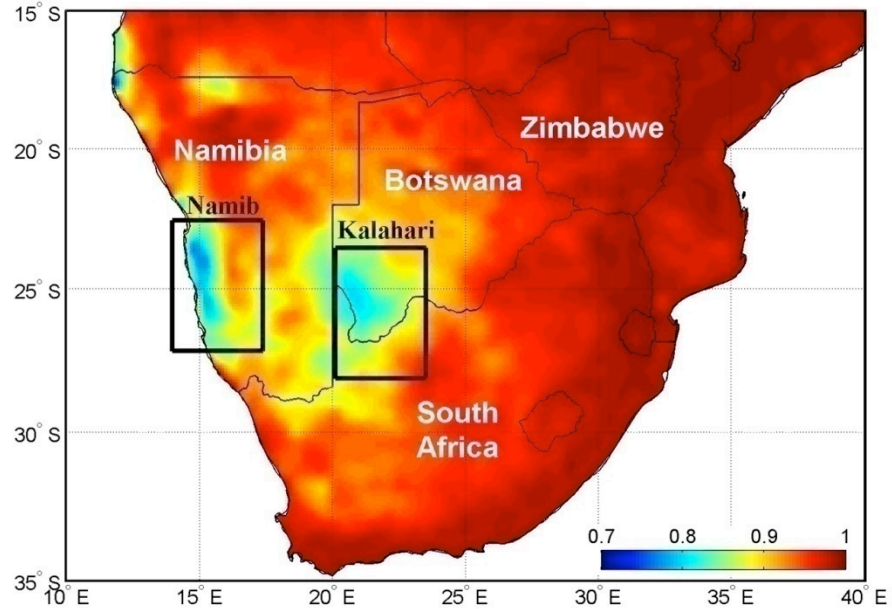 15° S
20° S
25° S
30° S
35° S
10° E
15° E
20° E
25° E
30° E
35° E
40° E
Namibia
Zimbabwe
Botswana
Namib
Kalahari
South
Africa
0.7
0.8
0.9
1